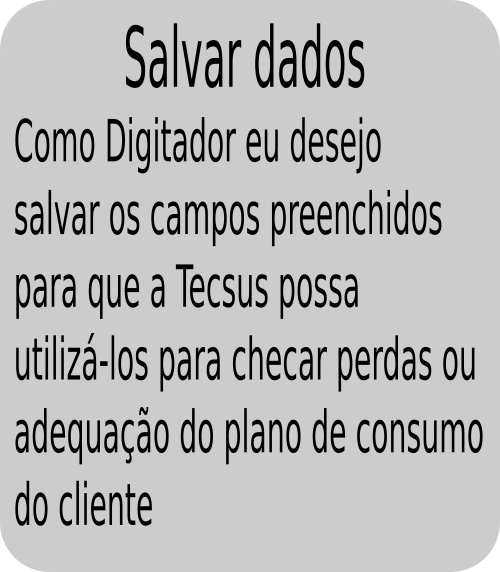 Salvar dados
Como Digitador eu desejo
salvar os campos preenchidos
para que a Tecsus possa
utilizá-los para checar perdas ou
adequação do plano de consumo
do cliente